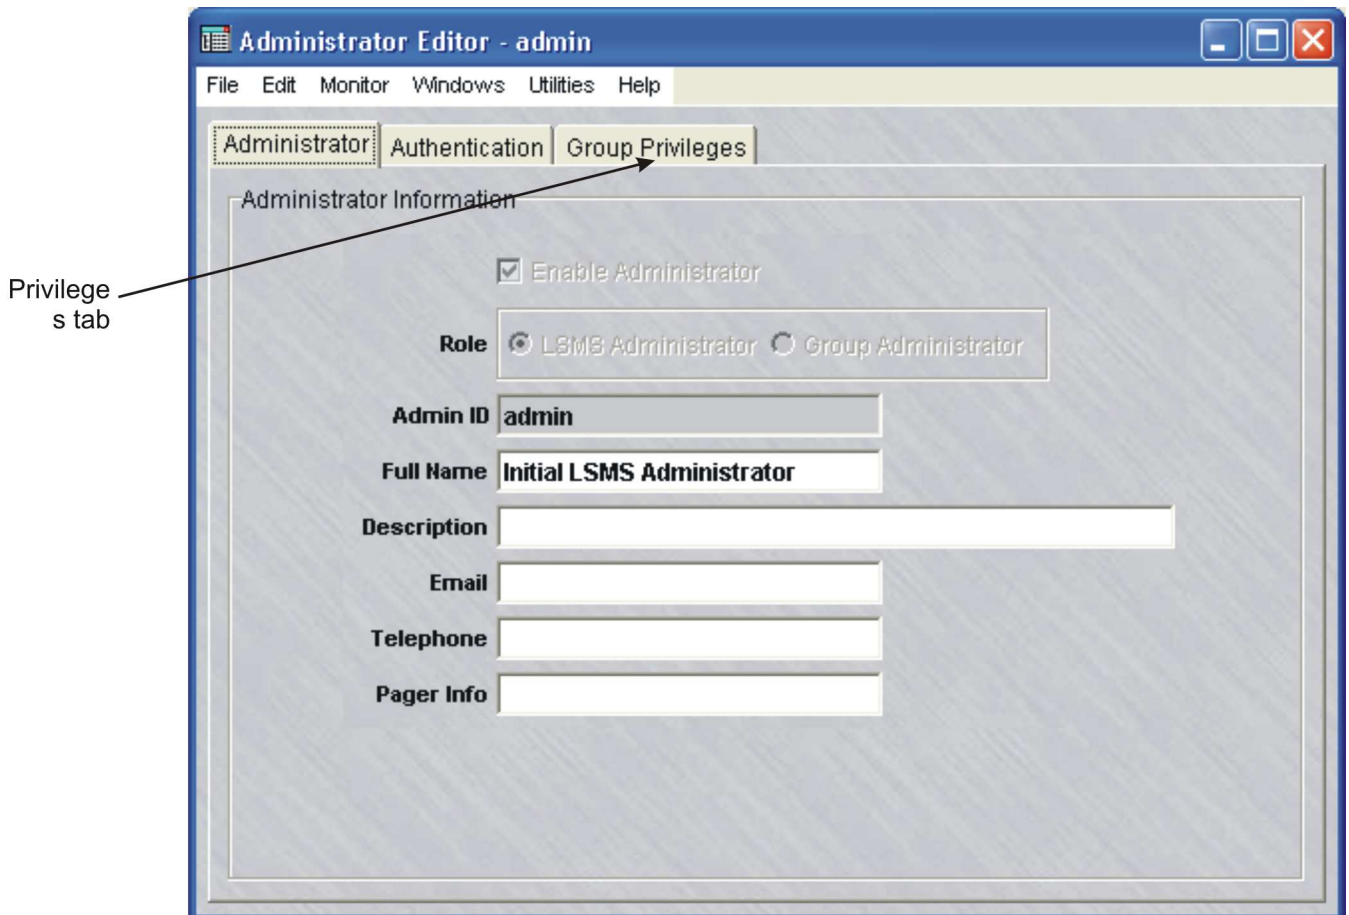 Administrator Editor - admin
File Edit Monitor Windows Utilities Help
Administrator Authentication Group Privileges
Administrator Information
Enable Administrator
Privilege
s tab
Role LSMS Administrator Group Administrator
Admin ID admin
Full Name Initial LSMS Administrator
Description
Email
Telephone
Pager Info